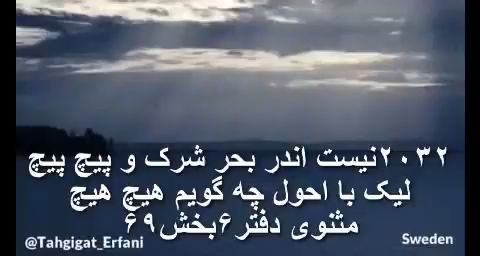 ۲۰۳۲نیست اندر بحر شرک و پیچ پیچ
لیک با احول چه گویم هیچ هیچ
مثنوی دفتر۶بخش۶۹
@Tahgigat_Erfani
Sweden